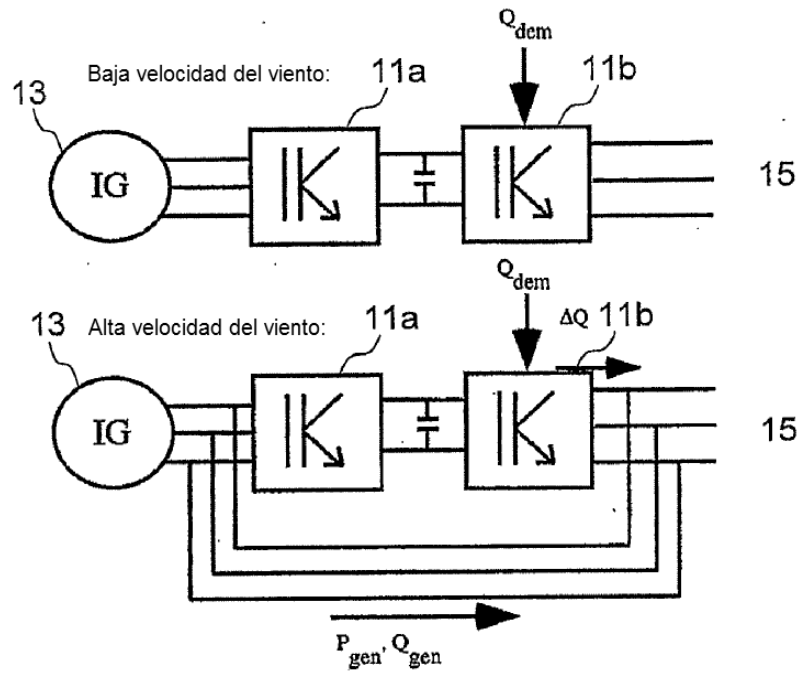 Q_dem
Baja velocidad del viento:
11a
11b
13
IG
15
Q_dem
13
Alta velocidad del viento:
11a
ΔQ
11b
IG
15
P_gen, Q_gen